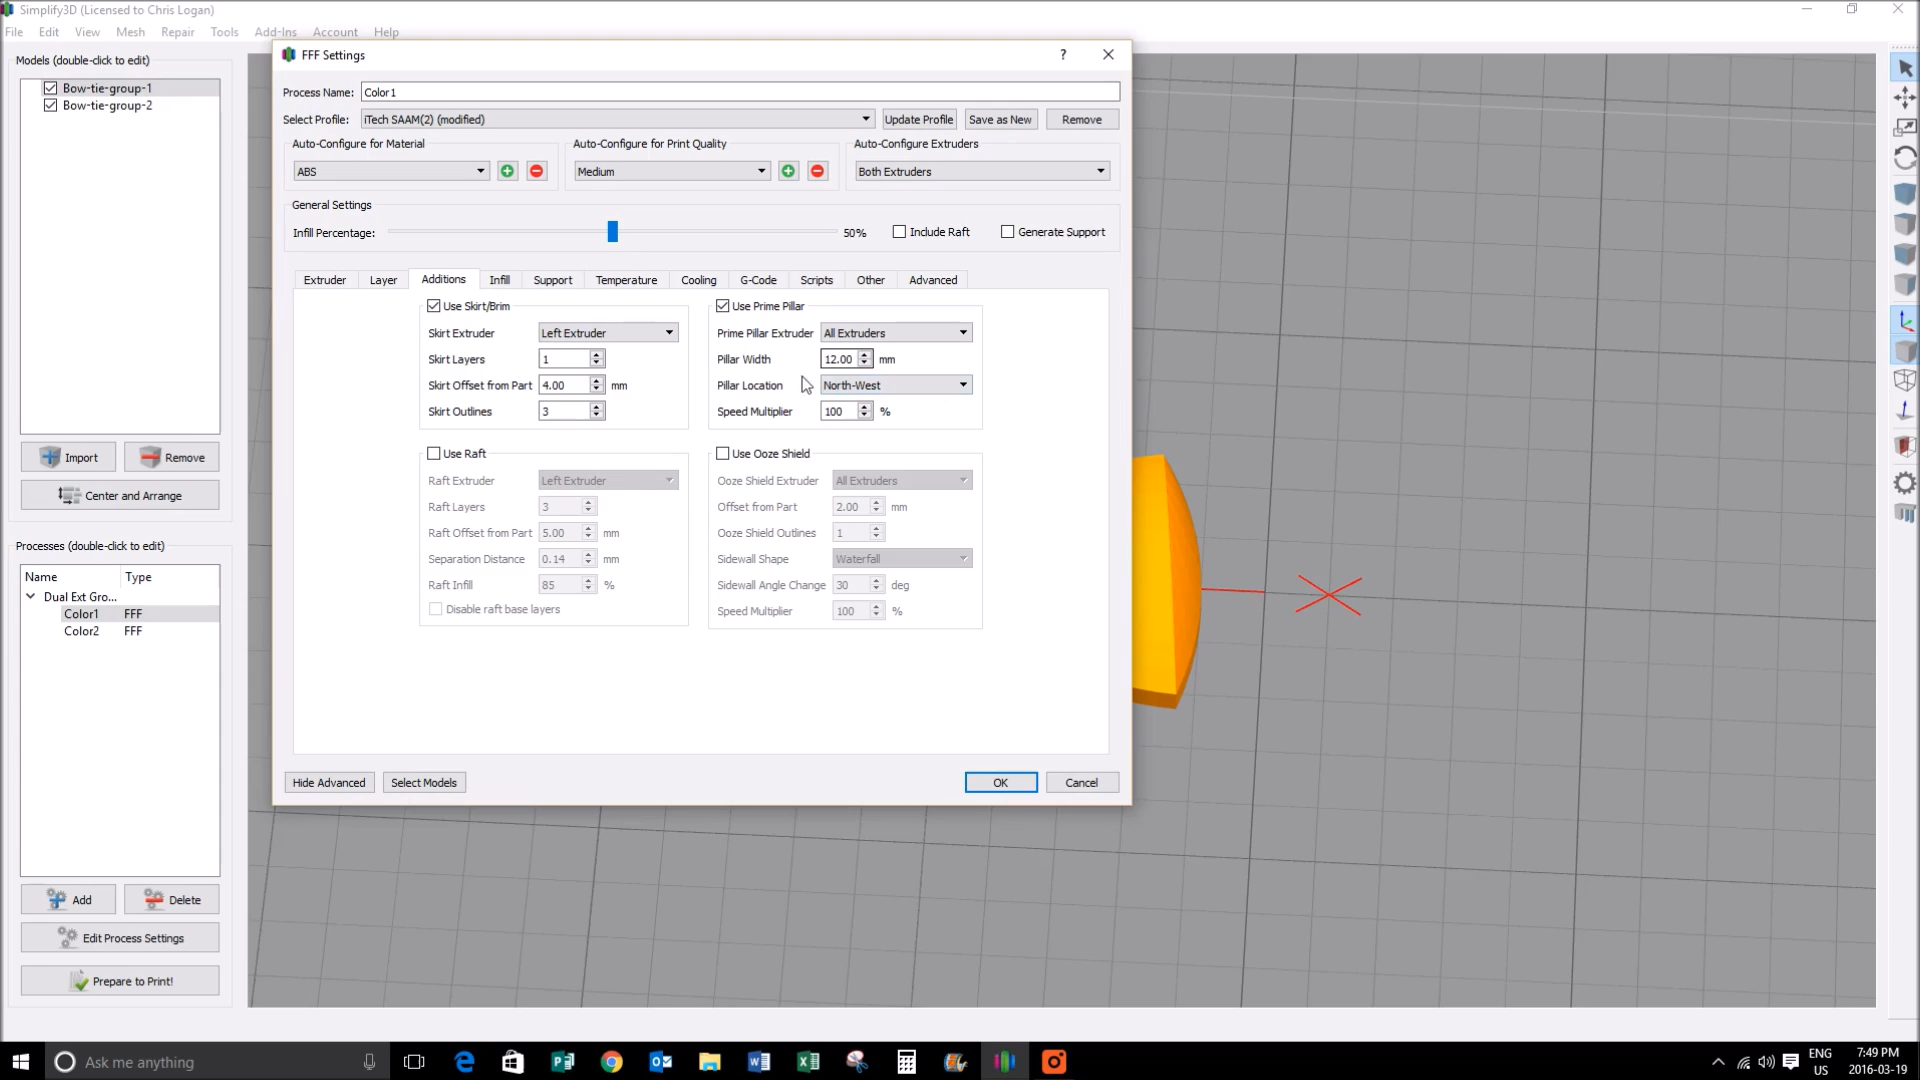 Simplify3D (Licensed to Chris Logan)
File Edit View Mesh Repair Tools Add-Ins Account Help
Models (double-click to edit)
Bow-tie-group-1
Bow-tie-group-2
Import Remove
Center and Arrange
Processes (double-click to edit)
Name Type
Dual Ext Gro...
Color1 FFF
Color2 FFF
Add Delete
Edit Process Settings
Prepare to Print!
FFF Settings ?
Process Name: Color1
Select Profile: iTech SAAM(2) (modified) Update Profile Save as New Remove
Auto-Configure for Material Auto-Configure for Print Quality Auto-Configure Extruders
ABS Medium Both Extruders
General Settings
Infill Percentage: 50% Include Raft Generate Support
Extruder Layer Additions Infill Support Temperature Cooling G-Code Scripts Other Advanced
Use Skirt/Brim
Skirt Extruder Left Extruder
Skirt Layers 1
Skirt Offset from Part 4.00 mm
Skirt Outlines 3
Use Prime Pillar
Prime Pillar Extruder All Extruders
Pillar Width 12.00 mm
Pillar Location North-West
Speed Multiplier 100 %
Use Raft
Raft Extruder Left Extruder
Raft Layers 3
Raft Offset from Part 5.00 mm
Separation Distance 0.14 mm
Raft Infill 85 %
Disable raft base layers
Use Ooze Shield
Ooze Shield Extruder All Extruders
Offset from Part 2.00 mm
Ooze Shield Outlines 1
Sidewall Shape Waterfall
Sidewall Angle Change 30 deg
Speed Multiplier 100 %
Hide Advanced Select Models OK Cancel
Ask me anything
ENG
US
7:49 PM
2016-03-19